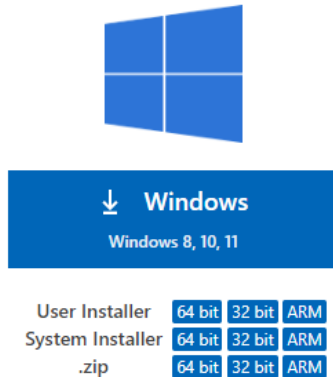 Windows
Windows 8, 10, 11
User Installer 64 bit 32 bit ARM
System Installer 64 bit 32 bit ARM
.zip 64 bit 32 bit ARM